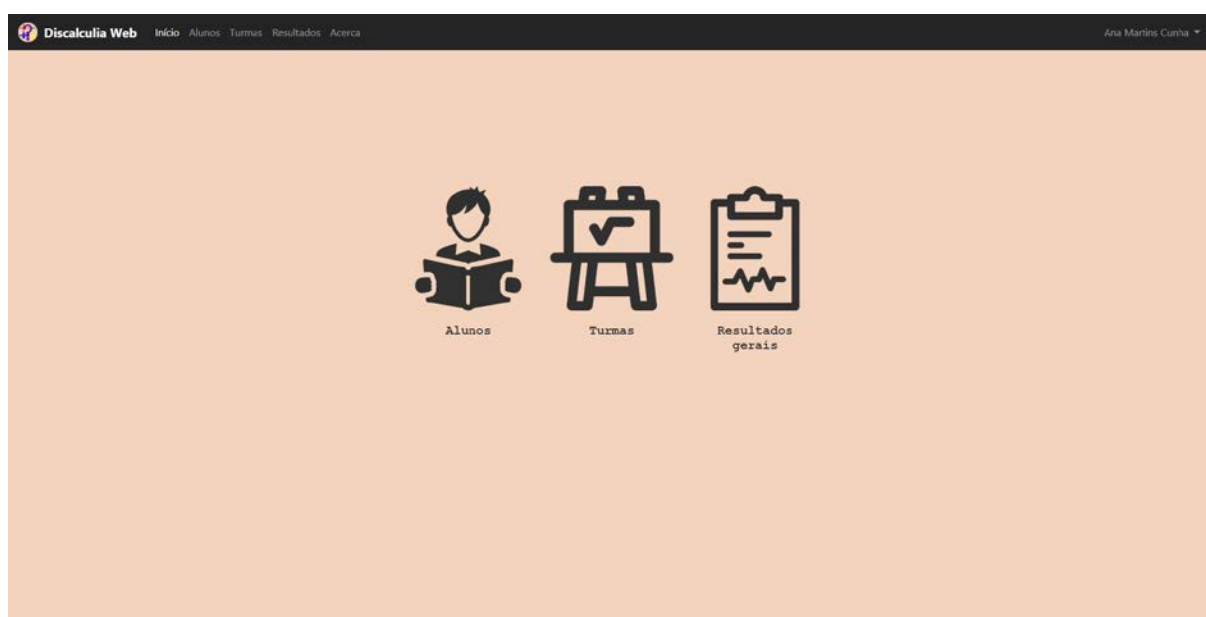 Discalculia Web Início Alunos Turmas Resultados Acerca Ana Martins Cunha
Alunos Turmas Resultados
gerais